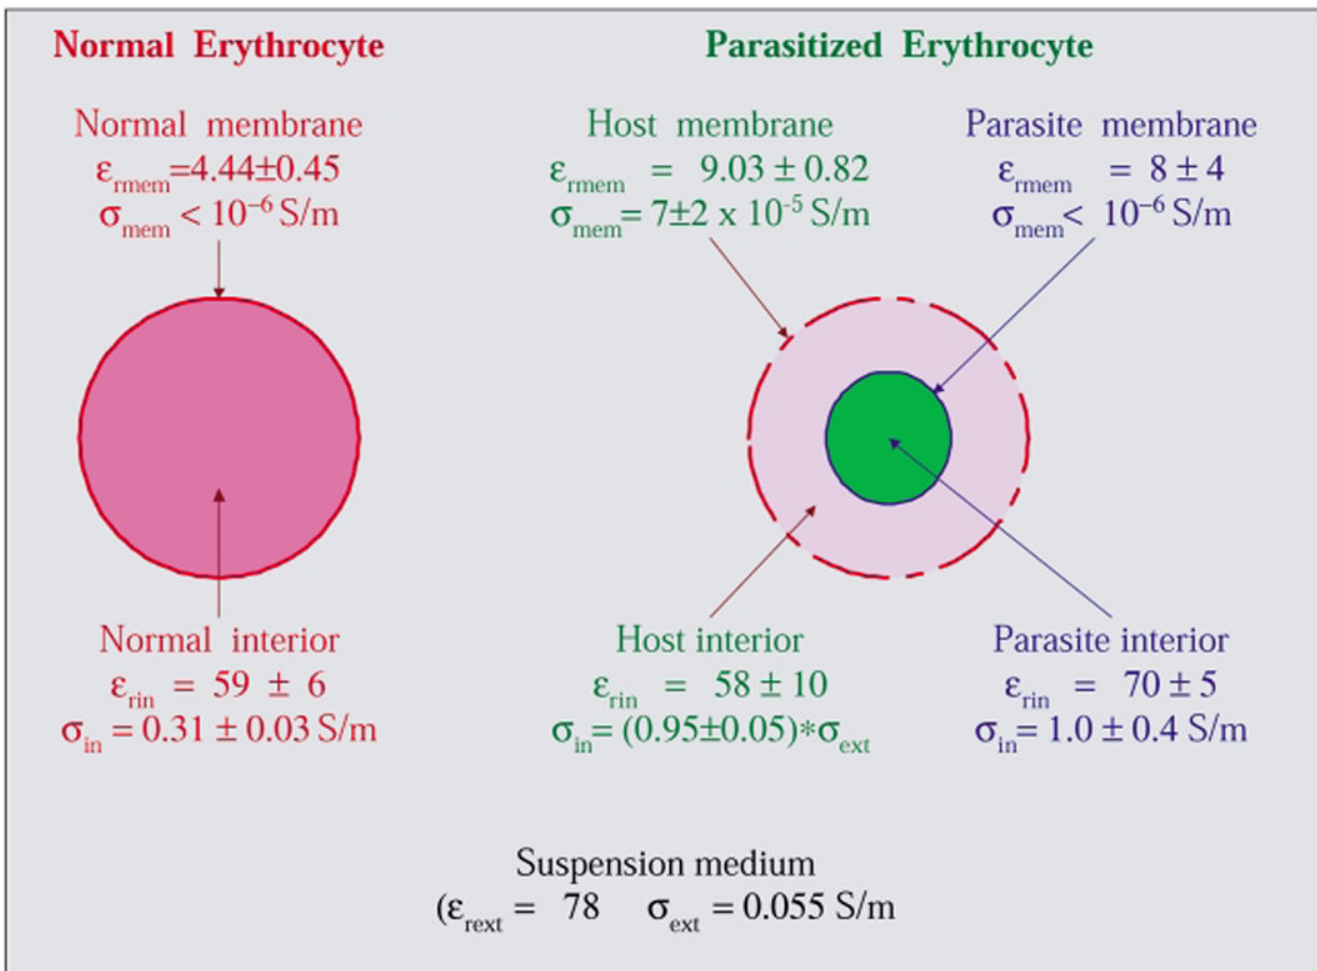 Normal Erythrocyte
Parasitized Erythrocyte
Normal membrane
εrmem=4.44±0.45
σmem < 10⁻⁶ S/m
Host membrane
εrmem = 9.03 ± 0.82
σmem= 7±2 x 10⁻⁵ S/m
Parasite membrane
εrmem = 8 ± 4
σmem< 10⁻⁶ S/m
Normal interior
εrin = 59 ± 6
σin = 0.31 ± 0.03 S/m
Host interior
εrin = 58 ± 10
σin= (0.95±0.05)*σext
Parasite interior
εrin = 70 ± 5
σin= 1.0 ± 0.4 S/m
Suspension medium
(εrext = 78 σext = 0.055 S/m